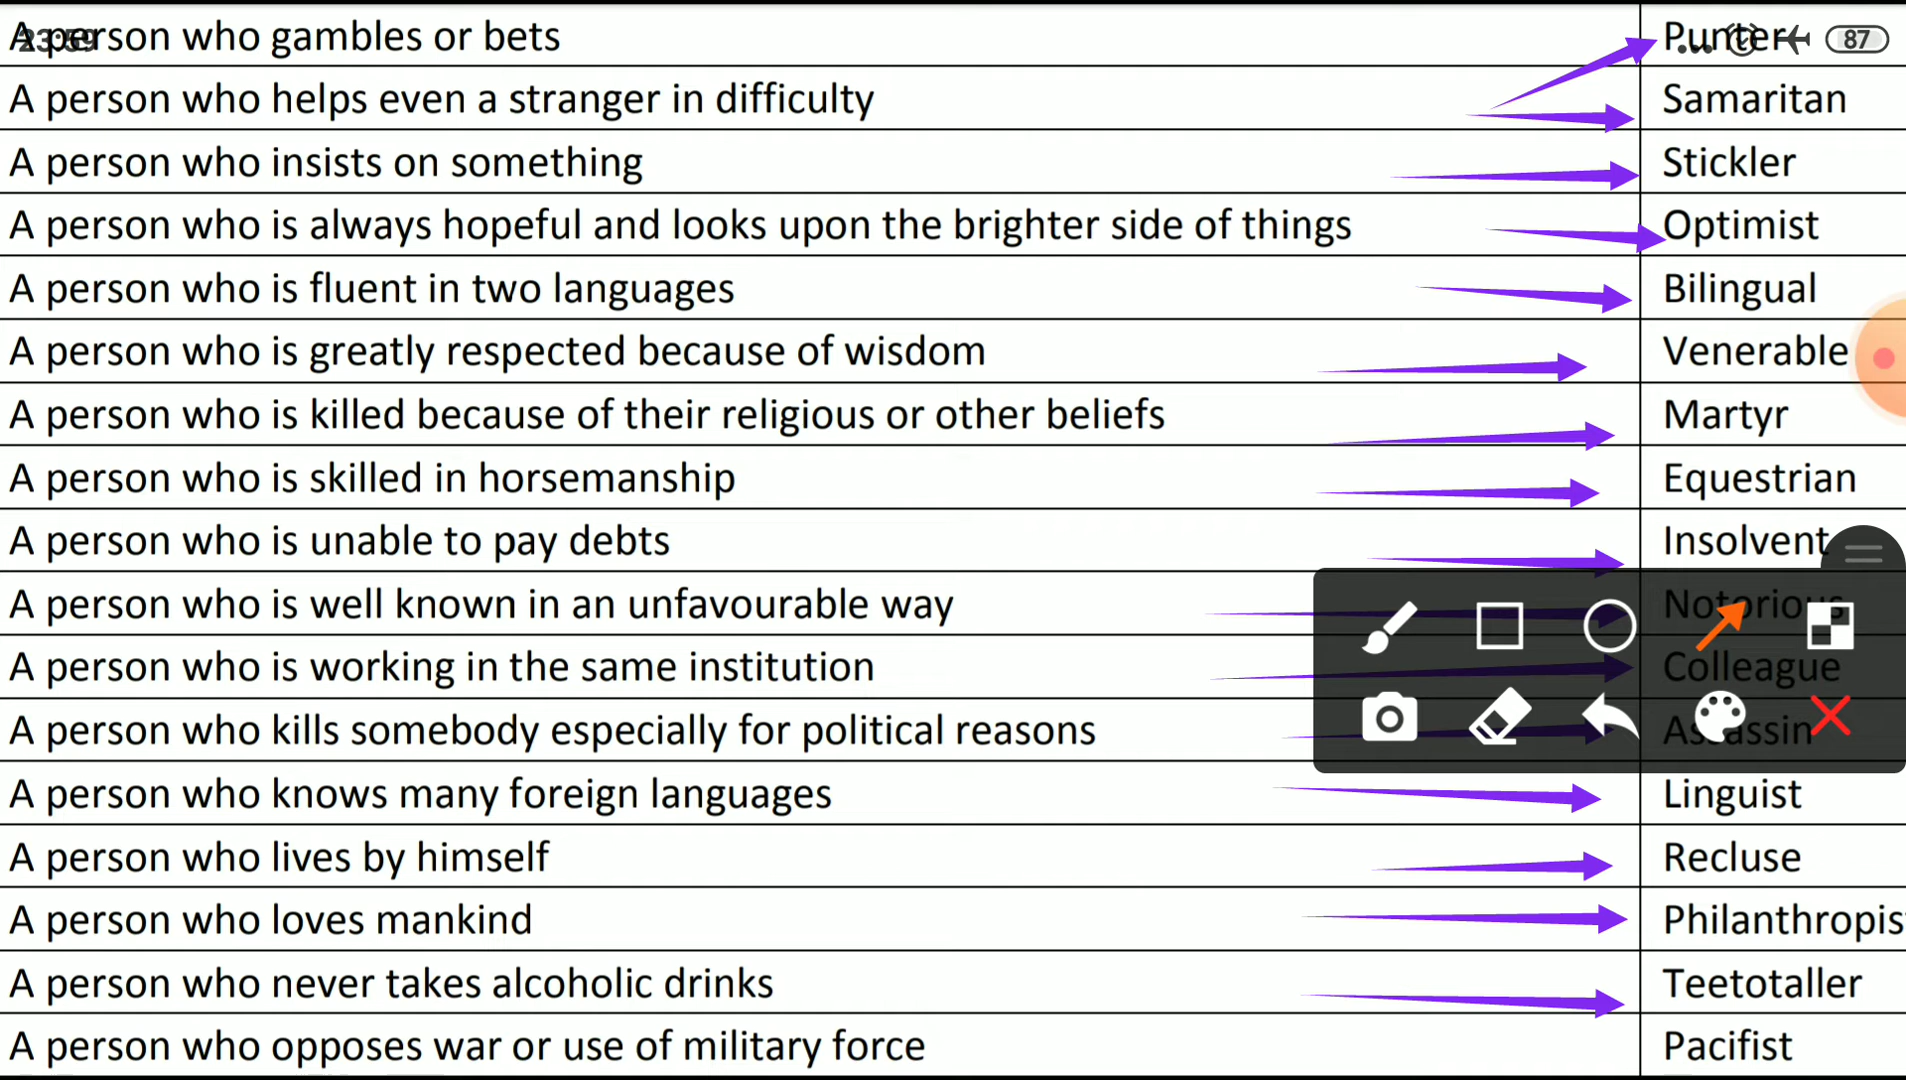 23:59 87
A person who gambles or bets Punter
A person who helps even a stranger in difficulty Samaritan
A person who insists on something Stickler
A person who is always hopeful and looks upon the brighter side of things Optimist
A person who is fluent in two languages Bilingual
A person who is greatly respected because of wisdom Venerable
A person who is killed because of their religious or other beliefs Martyr
A person who is skilled in horsemanship Equestrian
A person who is unable to pay debts Insolvent
A person who is well known in an unfavourable way Notorious
A person who is working in the same institution Colleague
A person who kills somebody especially for political reasons Assassin
A person who knows many foreign languages Linguist
A person who lives by himself Recluse
A person who loves mankind Philanthropis
A person who never takes alcoholic drinks Teetotaller
A person who opposes war or use of military force Pacifist